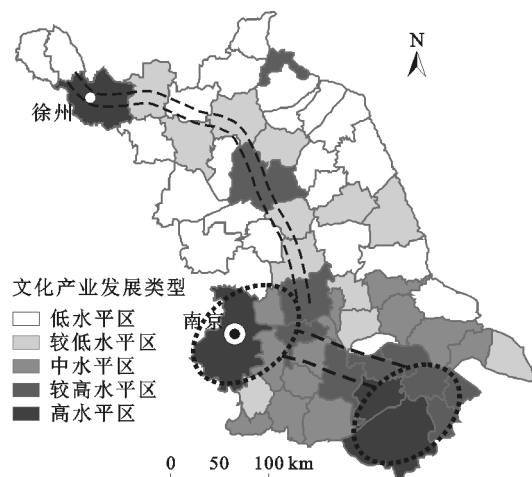 N
徐州
南京
文化产业发展类型
低水平区
较低水平区
中水平区
较高水平区
高水平区
0 50 100 km